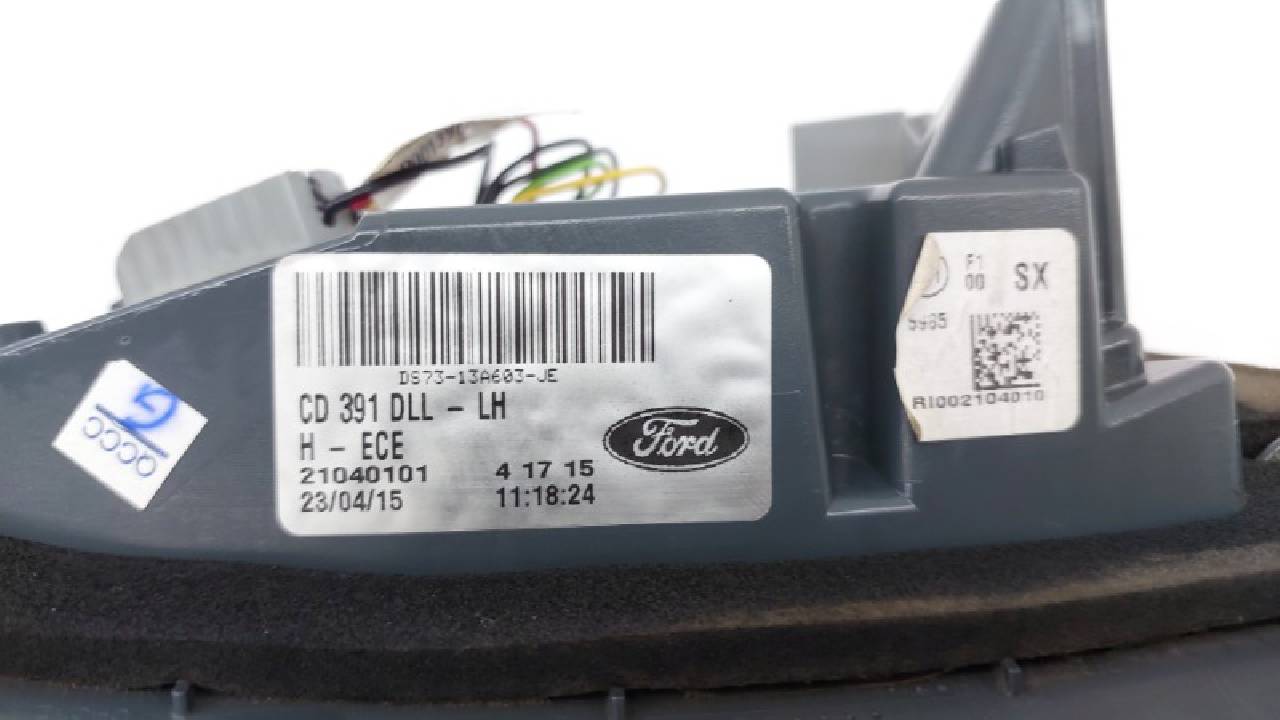 DS73-13A603-JE
CD 391 DLL - LH
H - ECE
21040101 4 17 15
23/04/15 11:18:24
Ford
F1
00 SX
5985
RI002104010
G